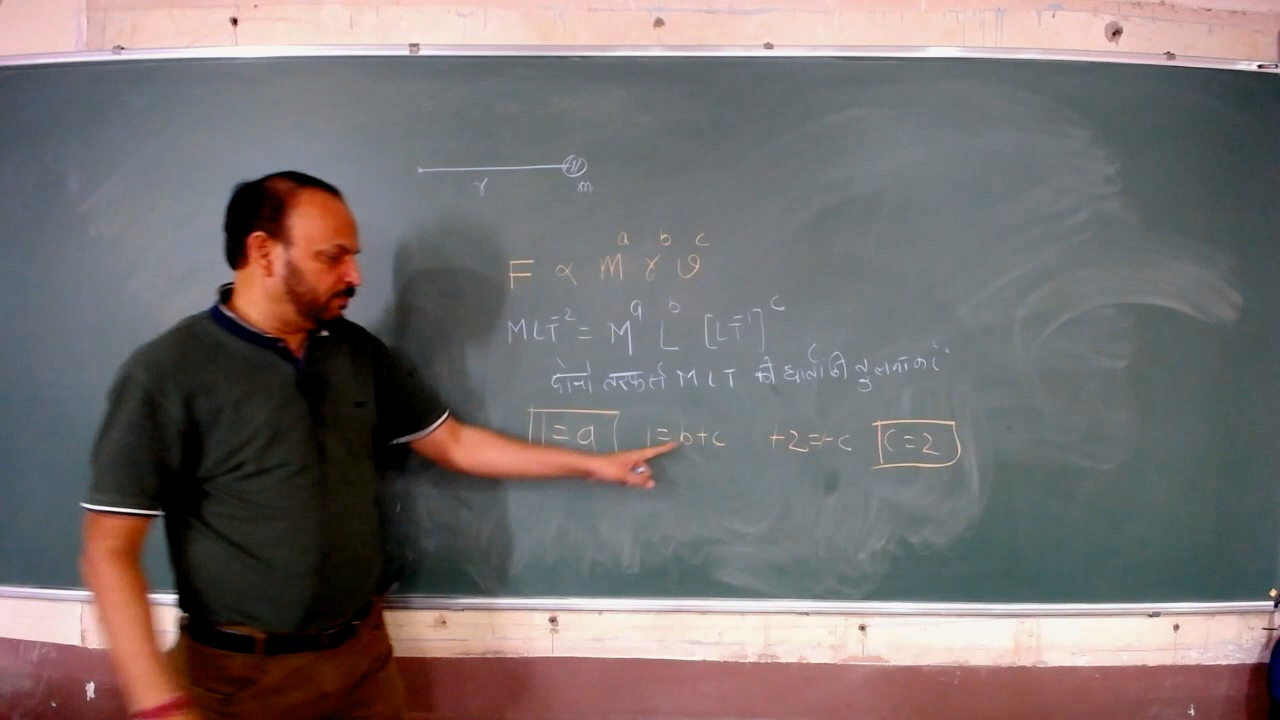 r m
F ∝ M^a r^b v^c
MLT^-2 = M^a L^b [LT^-1]^c
दोनो तरफ से MLT की घातों की तुलना करें
1=a 1=b+c +2=+c c=2